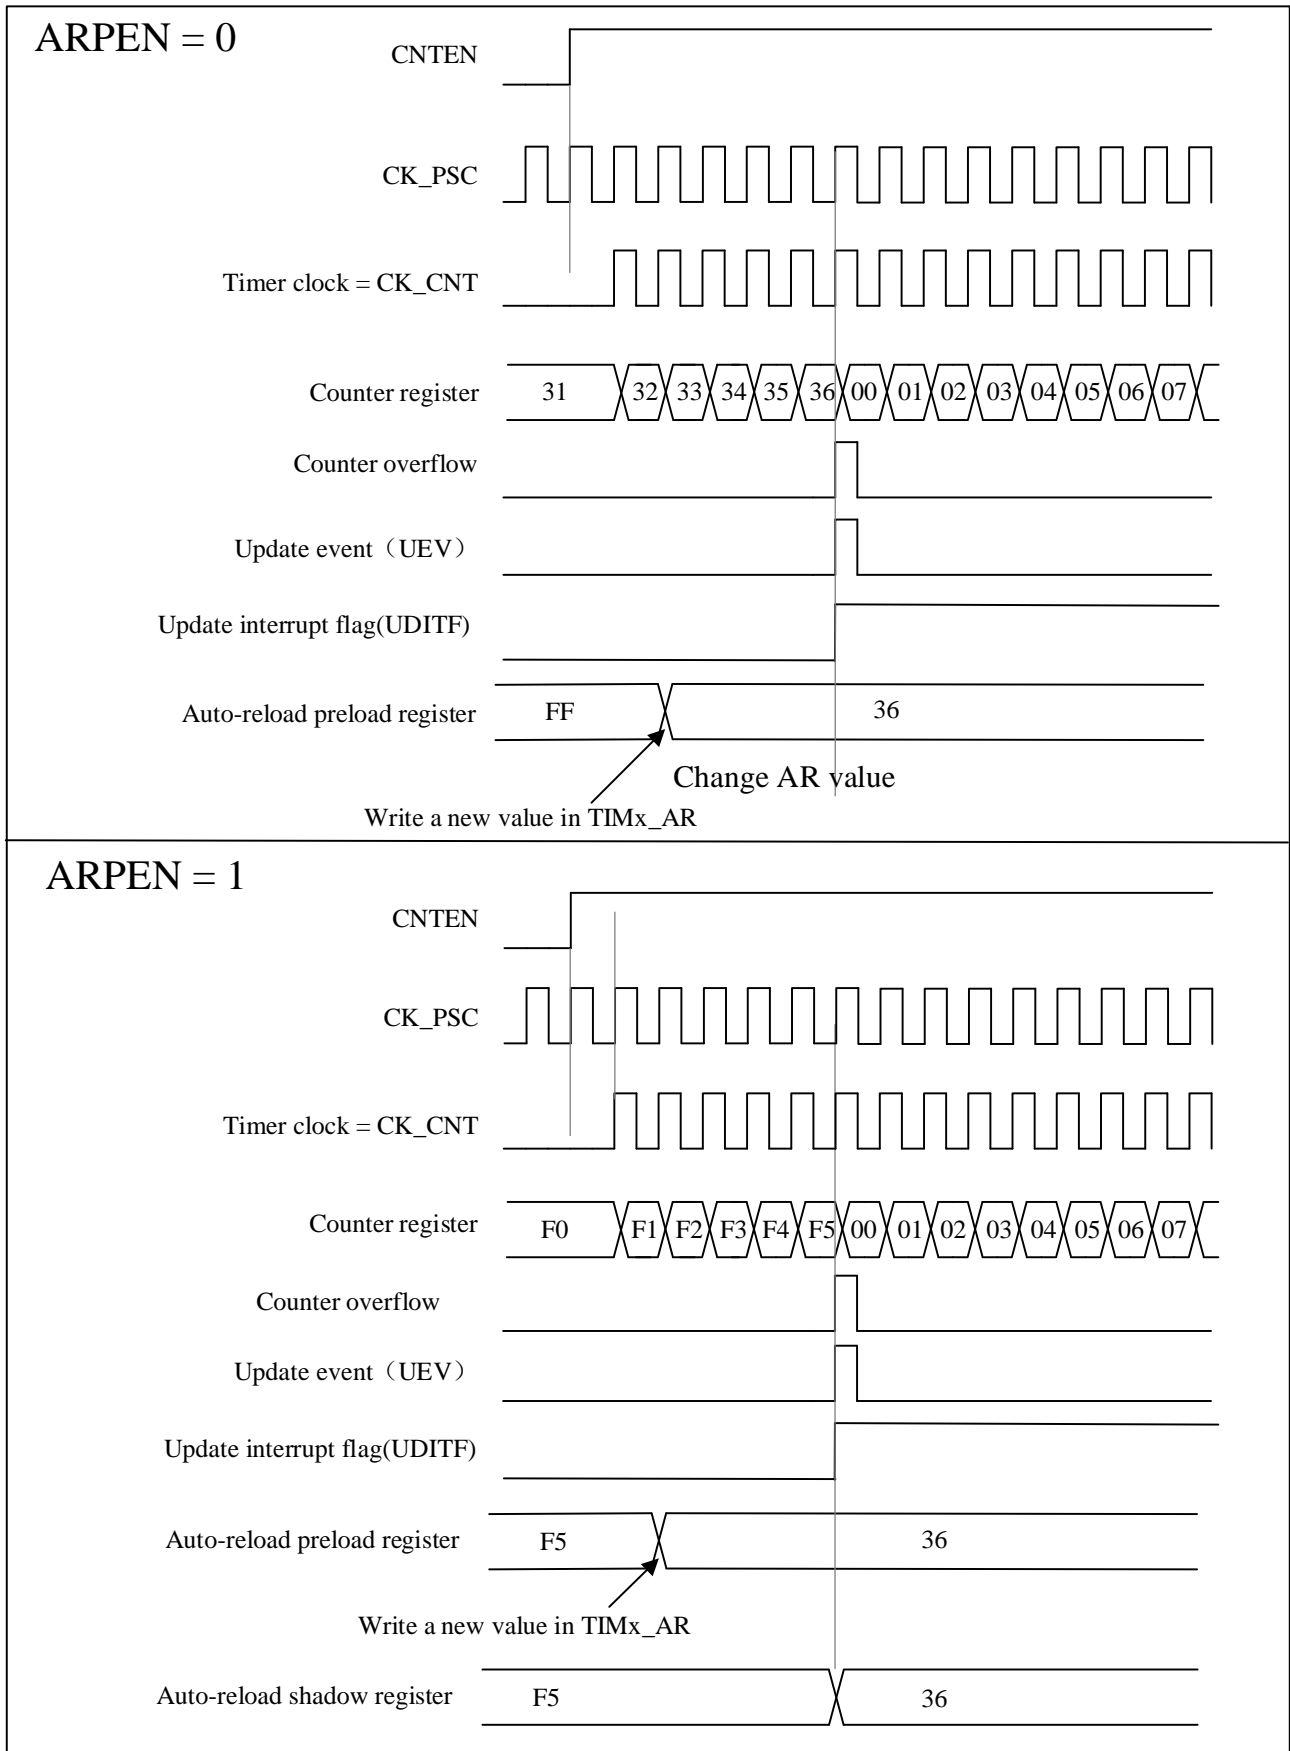 ARPEN = 0
CNTEN
CK_PSC
Timer clock = CK_CNT
Counter register 31 32 33 34 35 36 00 01 02 03 04 05 06 07
Counter overflow
Update event（UEV）
Update interrupt flag(UDITF)
Auto-reload preload register FF 36
Change AR value
Write a new value in TIMx_AR
ARPEN = 1
CNTEN
CK_PSC
Timer clock = CK_CNT
Counter register F0 F1 F2 F3 F4 F5 00 01 02 03 04 05 06 07
Counter overflow
Update event（UEV）
Update interrupt flag(UDITF)
Auto-reload preload register F5 36
Write a new value in TIMx_AR
Auto-reload shadow register F5 36